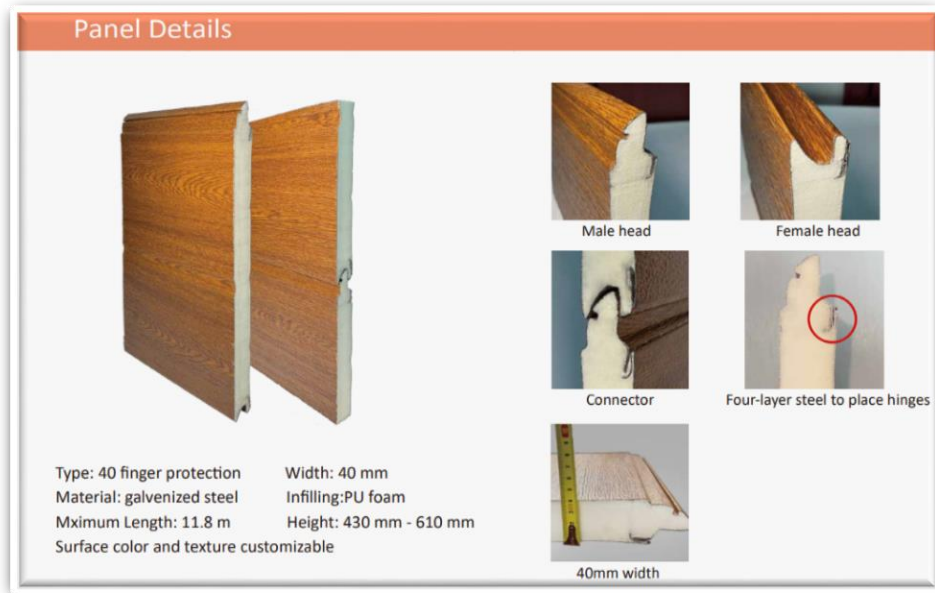 Panel Details
Male head
Female head
Connector
Four-layer steel to place hinges
Type: 40 finger protection
Width: 40 mm
Material: galvenized steel
Infilling:PU foam
Mximum Length: 11.8 m
Height: 430 mm - 610 mm
Surface color and texture customizable
40mm width